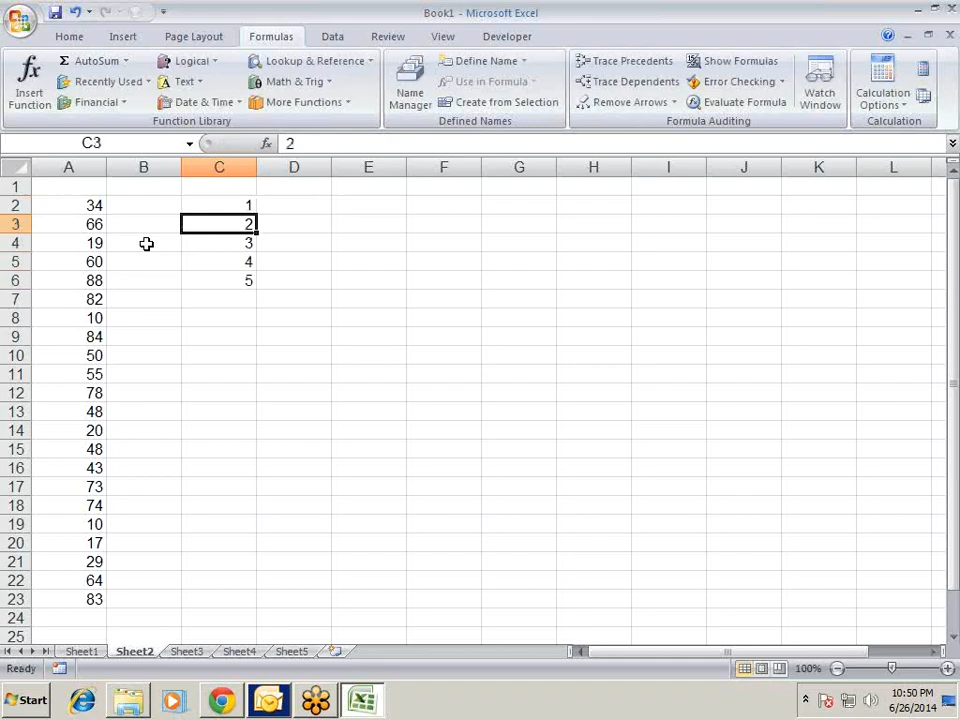 Book1 - Microsoft Excel
Home Insert Page Layout Formulas Data Review View Developer
fx Insert Function
Σ AutoSum
Recently Used
Financial
Logical
Text
Date & Time
Lookup & Reference
Math & Trig
More Functions
Function Library
Name Manager
Define Name
Use in Formula
Create from Selection
Defined Names
Trace Precedents
Trace Dependents
Remove Arrows
Show Formulas
Error Checking
Evaluate Formula
Formula Auditing
Watch Window
Calculation Options
Calculation
C3 fx 2
A B C D E F G H I J K L
1
2 34 1
3 66 2
4 19 3
5 60 4
6 88 5
7 82
8 10
9 84
10 50
11 55
12 78
13 48
14 20
15 48
16 43
17 73
18 74
19 10
20 17
21 29
22 64
23 83
24
25
Sheet1 Sheet2 Sheet3 Sheet4 Sheet5
Ready 100%
Start
10:50 PM
6/26/2014